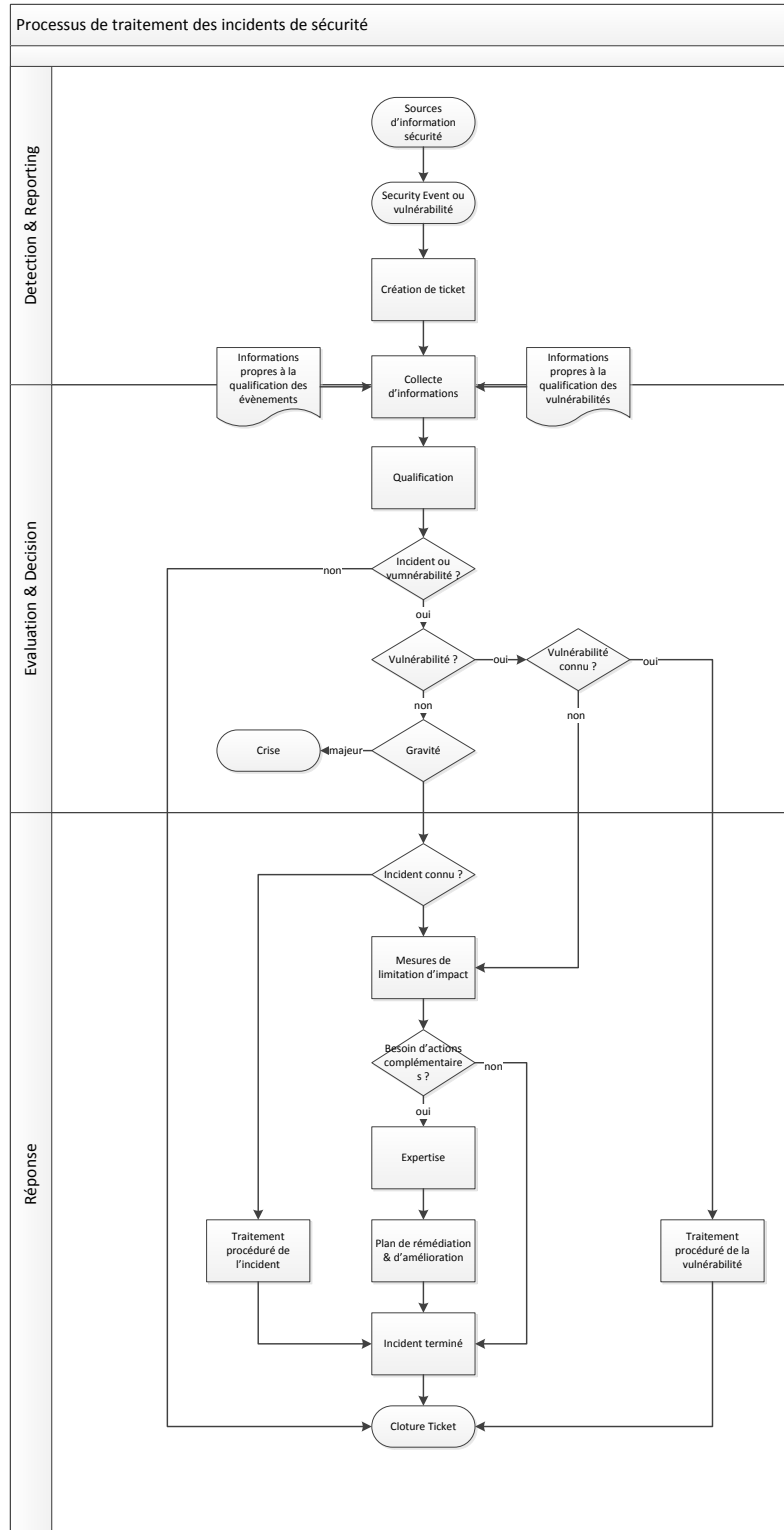 Processus de traitement des incidents de sécurité
Detection & Reporting
Sources
d’information
sécurité
Security Event ou
vulnérabilité
Création de ticket
Informations
propres à la
qualification des
évènements
Collecte
d’informations
Informations
propres à la
qualification des
vulnérabilités
Evaluation & Decision
Qualification
Incident ou
vumnérabilité ?
non
oui
Vulnérabilité ?
oui
Vulnérabilité
connu ?
oui
non
non
Crise
majeur
Gravité
Réponse
Incident connu ?
Mesures de
limitation d’impact
Besoin d’actions
complémentaire
s ?
non
oui
Expertise
Traitement
procéduré de
l’incident
Plan de rémédiation
& d’amélioration
Traitement
procéduré de la
vulnérabilité
Incident terminé
Cloture Ticket